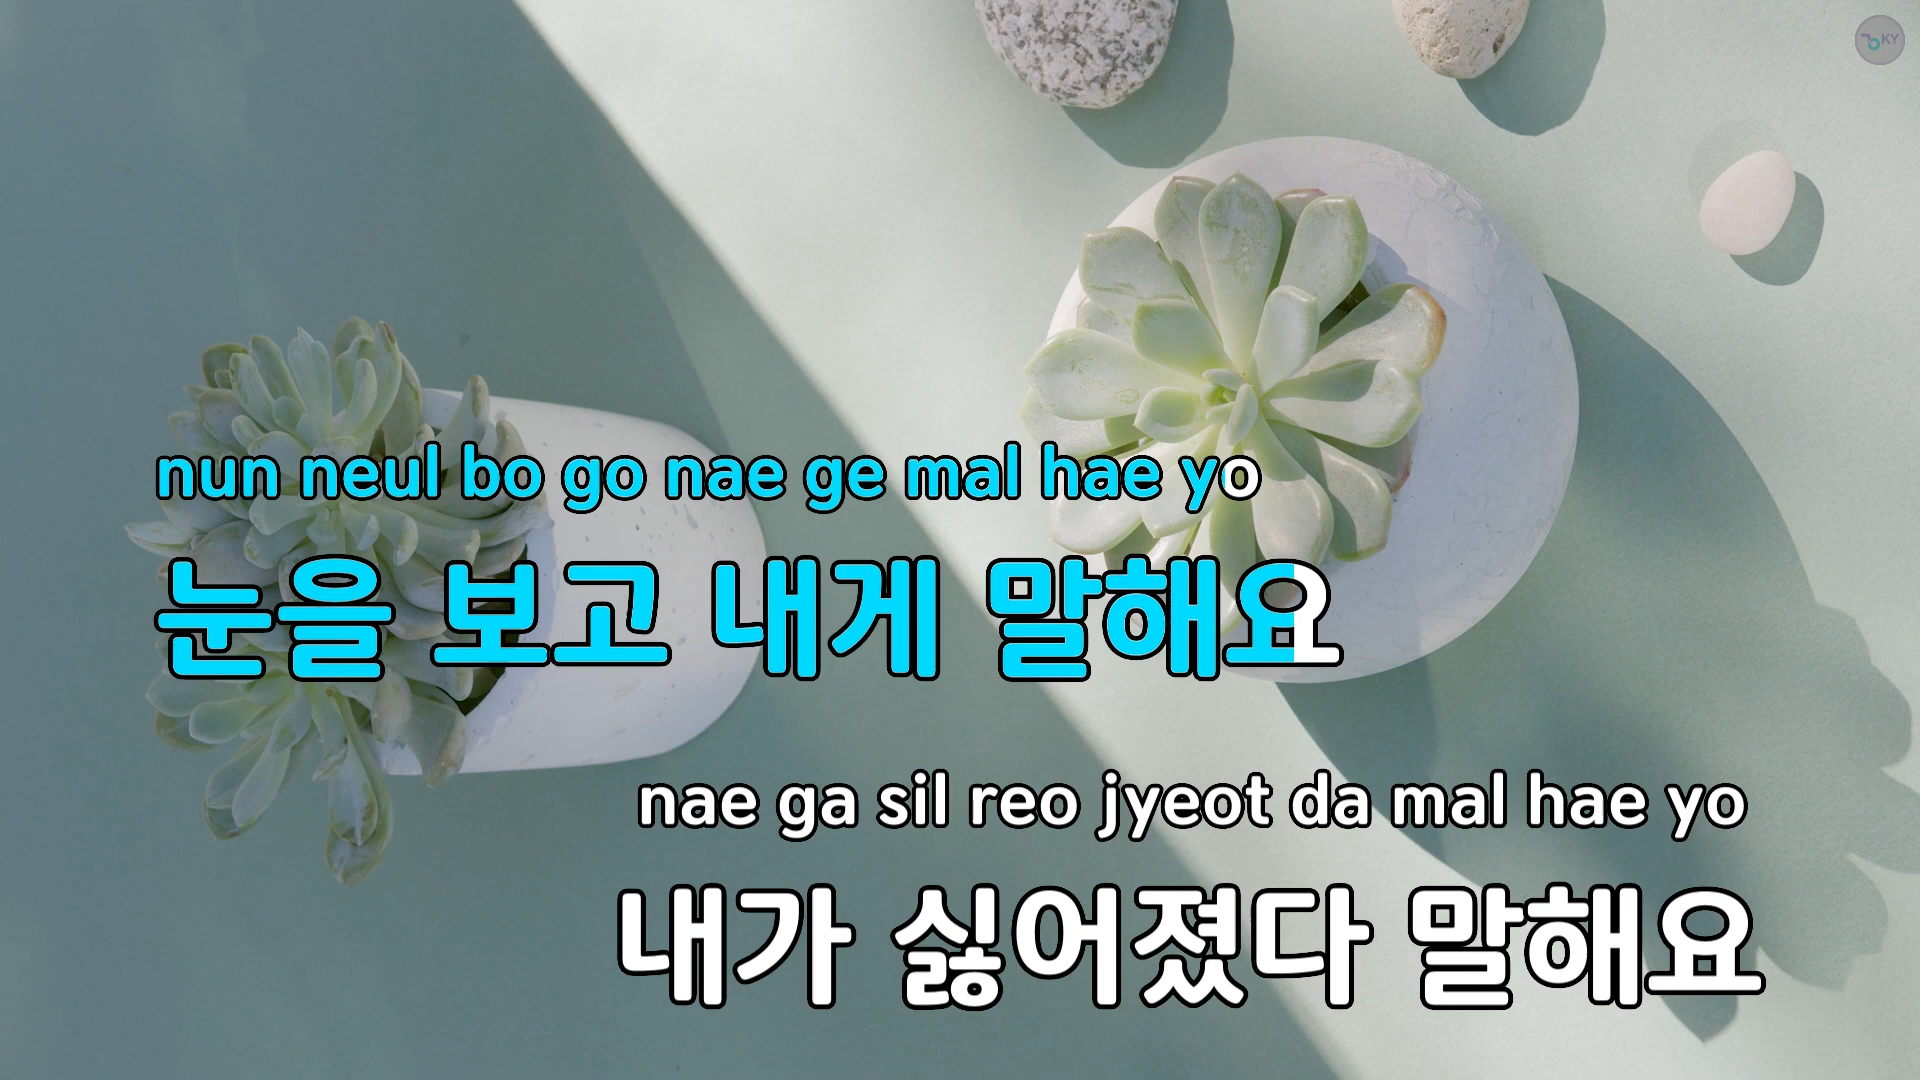 KY
nun neul bo go nae ge mal hae yo
눈을 보고 내게 말해요
nae ga sil reo jyeot da mal hae yo
내가 싫어졌다 말해요